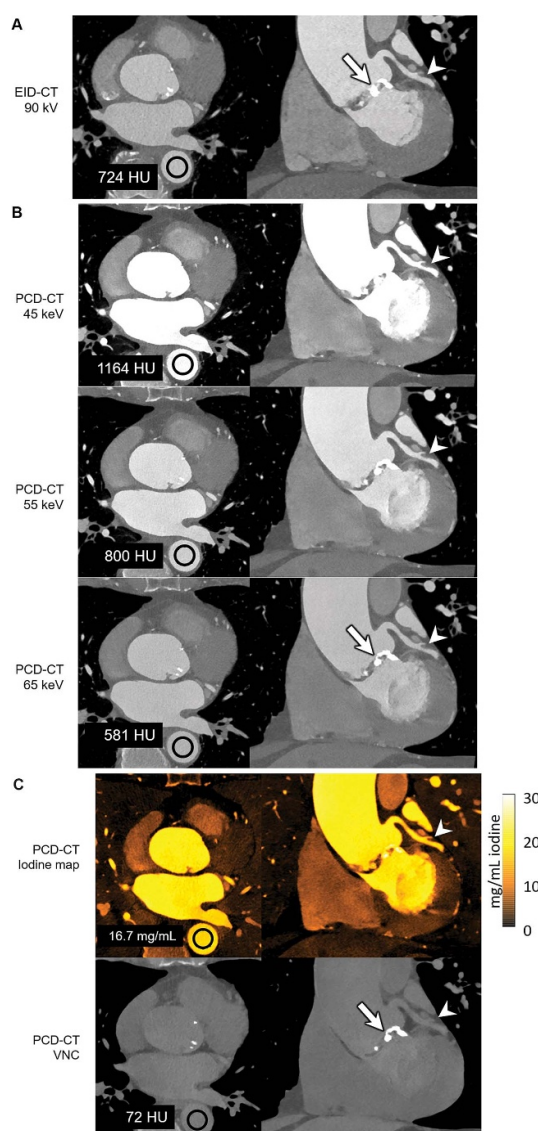 A
EID-CT
90 kV
724 HU
B
PCD-CT
45 keV
1164 HU
PCD-CT
55 keV
800 HU
PCD-CT
65 keV
581 HU
C
PCD-CT
Iodine map
16.7 mg/mL
30
20
10
0
mg/mL iodine
PCD-CT
VNC
72 HU